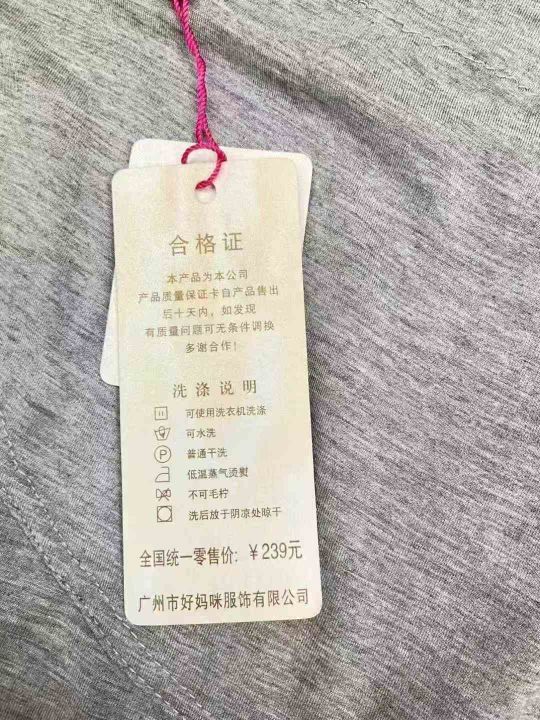 合格证
本产品为本公司
产品质量保证卡自产品售出
后十天内，如发现
有质量问题可无条件调换
多谢合作！
洗涤说明
可使用洗衣机洗涤
可水洗
P 普通干洗
低温蒸气烫熨
不可毛柠
洗后放于阴凉处晾干
全国统一零售价：￥239元
广州市好妈咪服饰有限公司